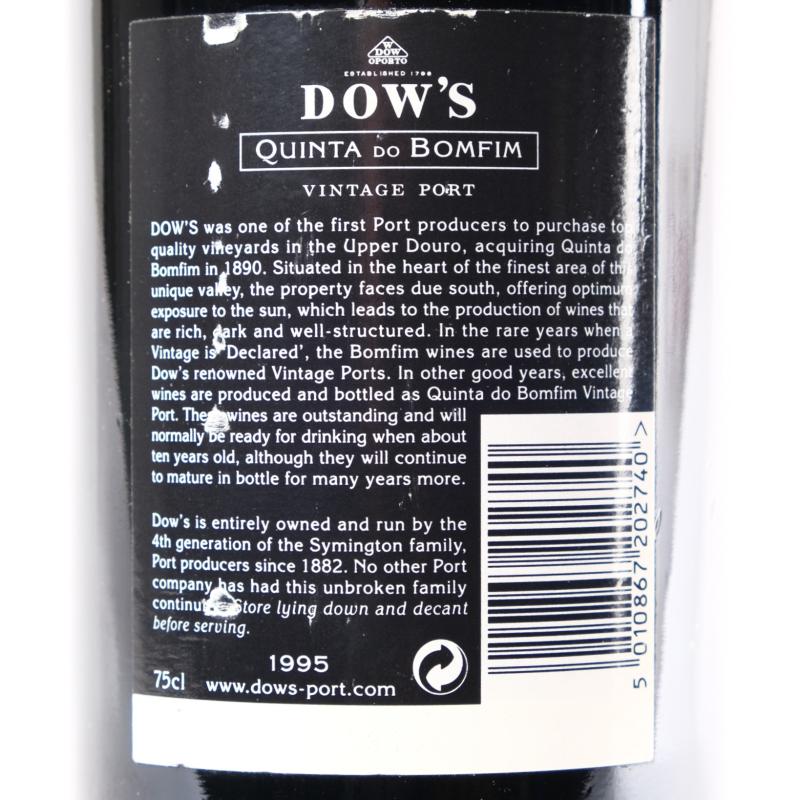 W
DOW
OPORTO
ESTABLISHED 1798
DOW'S
QUINTA DO BOMFIM
VINTAGE PORT
DOW'S was one of the first Port producers to purchase top
quality vineyards in the Upper Douro, acquiring Quinta do
Bomfim in 1890. Situated in the heart of the finest area of this
unique valley, the property faces due south, offering optimum
exposure to the sun, which leads to the production of wines that
are rich, dark and well-structured. In the rare years when a
Vintage is 'Declared', the Bomfim wines are used to produce
Dow's renowned Vintage Ports. In other good years, excellent
wines are produced and bottled as Quinta do Bomfim Vintage
Port. These wines are outstanding and will
normally be ready for drinking when about
ten years old, although they will continue
to mature in bottle for many years more.
Dow's is entirely owned and run by the
4th generation of the Symington family,
Port producers since 1882. No other Port
company has had this unbroken family
Store lying down and decant
before serving.
1995
75cl www.dows-port.com
5 010867 202740 >